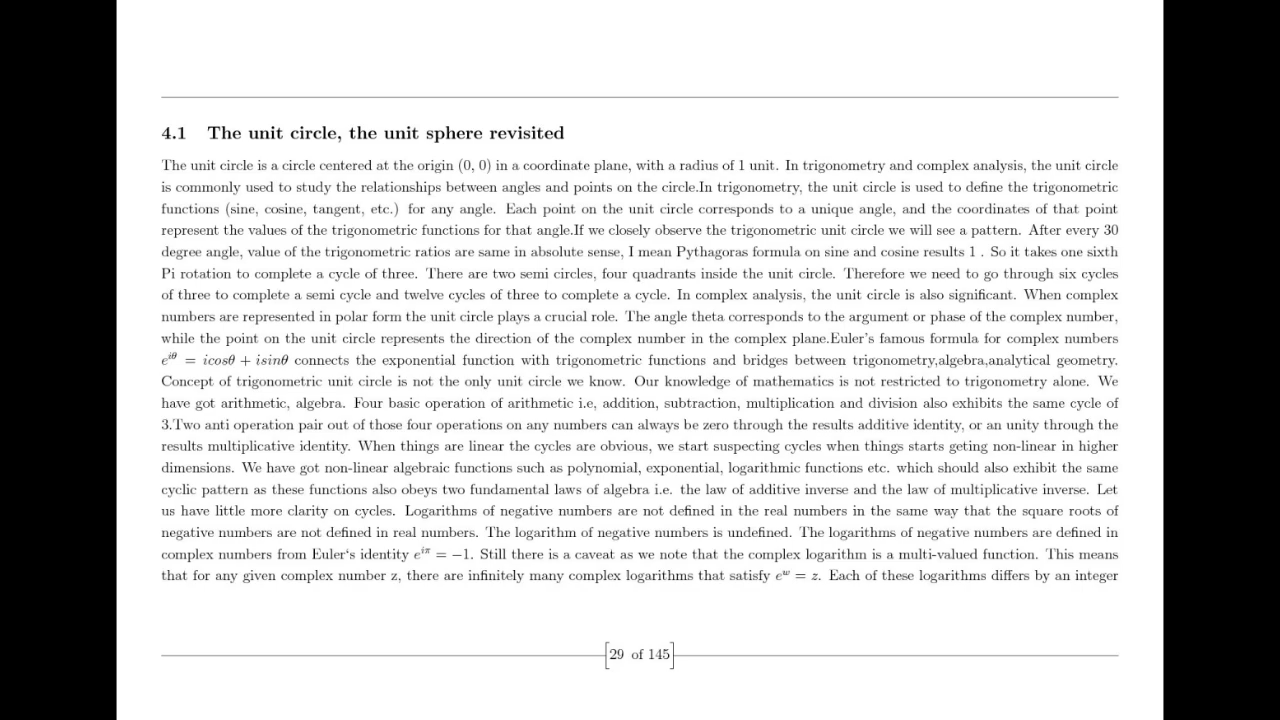 4.1 The unit circle, the unit sphere revisited
The unit circle is a circle centered at the origin (0, 0) in a coordinate plane, with a radius of 1 unit. In trigonometry and complex analysis, the unit circle
is commonly used to study the relationships between angles and points on the circle.In trigonometry, the unit circle is used to define the trigonometric
functions (sine, cosine, tangent, etc.) for any angle. Each point on the unit circle corresponds to a unique angle, and the coordinates of that point
represent the values of the trigonometric functions for that angle.If we closely observe the trigonometric unit circle we will see a pattern. After every 30
degree angle, value of the trigonometric ratios are same in absolute sense, I mean Pythagoras formula on sine and cosine results 1 . So it takes one sixth
Pi rotation to complete a cycle of three. There are two semi circles, four quadrants inside the unit circle. Therefore we need to go through six cycles
of three to complete a semi cycle and twelve cycles of three to complete a cycle. In complex analysis, the unit circle is also significant. When complex
numbers are represented in polar form the unit circle plays a crucial role. The angle theta corresponds to the argument or phase of the complex number,
while the point on the unit circle represents the direction of the complex number in the complex plane.Euler's famous formula for complex numbers
e^{iθ} = icosθ + isinθ connects the exponential function with trigonometric functions and bridges between trigonometry,algebra,analytical geometry.
Concept of trigonometric unit circle is not the only unit circle we know. Our knowledge of mathematics is not restricted to trigonometry alone. We
have got arithmetic, algebra. Four basic operation of arithmetic i.e, addition, subtraction, multiplication and division also exhibits the same cycle of
3.Two anti operation pair out of those four operations on any numbers can always be zero through the results additive identity, or an unity through the
results multiplicative identity. When things are linear the cycles are obvious, we start suspecting cycles when things starts geting non-linear in higher
dimensions. We have got non-linear algebraic functions such as polynomial, exponential, logarithmic functions etc. which should also exhibit the same
cyclic pattern as these functions also obeys two fundamental laws of algebra i.e. the law of additive inverse and the law of multiplicative inverse. Let
us have little more clarity on cycles. Logarithms of negative numbers are not defined in the real numbers in the same way that the square roots of
negative numbers are not defined in real numbers. The logarithm of negative numbers is undefined. The logarithms of negative numbers are defined in
complex numbers from Euler‘s identity e^{iπ} = −1. Still there is a caveat as we note that the complex logarithm is a multi-valued function. This means
that for any given complex number z, there are infinitely many complex logarithms that satisfy e^w = z. Each of these logarithms differs by an integer
29 of 145